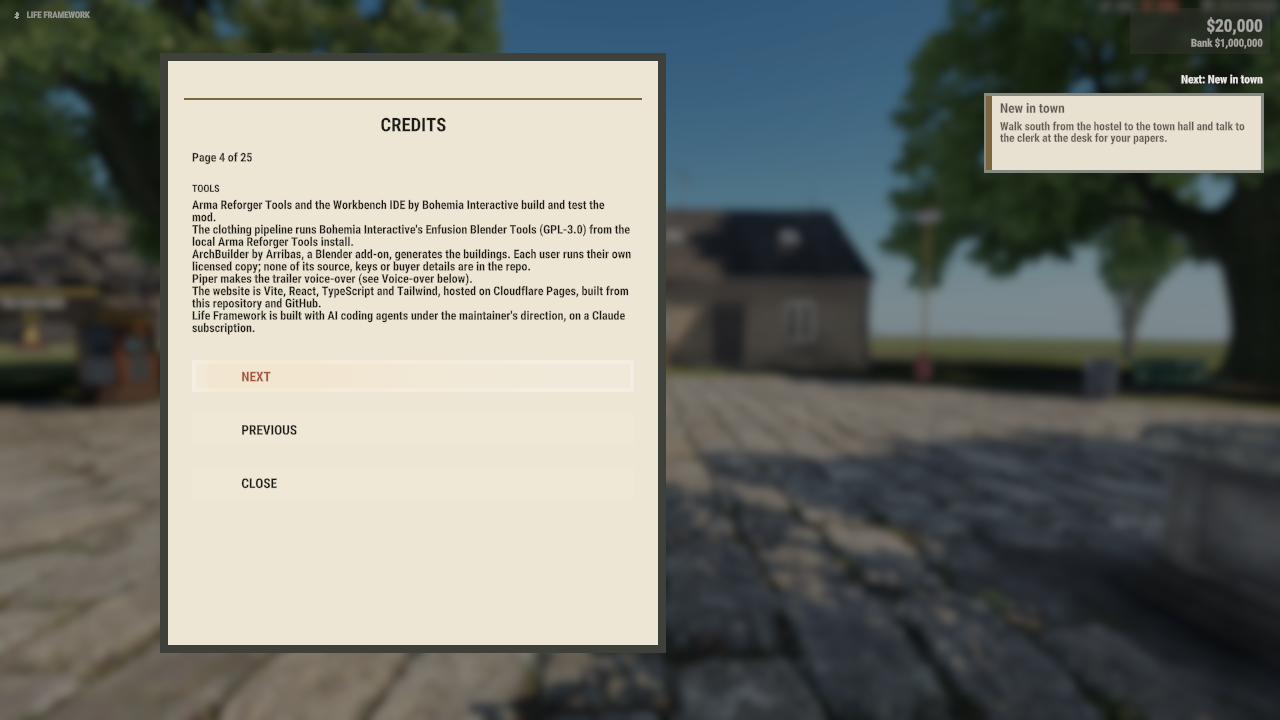 LIFE FRAMEWORK
$20,000
Bank $1,000,000
Next: New in town
New in town
Walk south from the hostel to the town hall and talk to
the clerk at the desk for your papers.
CREDITS
Page 4 of 25
TOOLS
Arma Reforger Tools and the Workbench IDE by Bohemia Interactive build and test the
mod.
The clothing pipeline runs Bohemia Interactive's Enfusion Blender Tools (GPL-3.0) from the
local Arma Reforger Tools install.
ArchBuilder by Arribas, a Blender add-on, generates the buildings. Each user runs their own
licensed copy; none of its source, keys or buyer details are in the repo.
Piper makes the trailer voice-over (see Voice-over below).
The website is Vite, React, TypeScript and Tailwind, hosted on Cloudflare Pages, built from
this repository and GitHub.
Life Framework is built with AI coding agents under the maintainer's direction, on a Claude
subscription.
NEXT
PREVIOUS
CLOSE